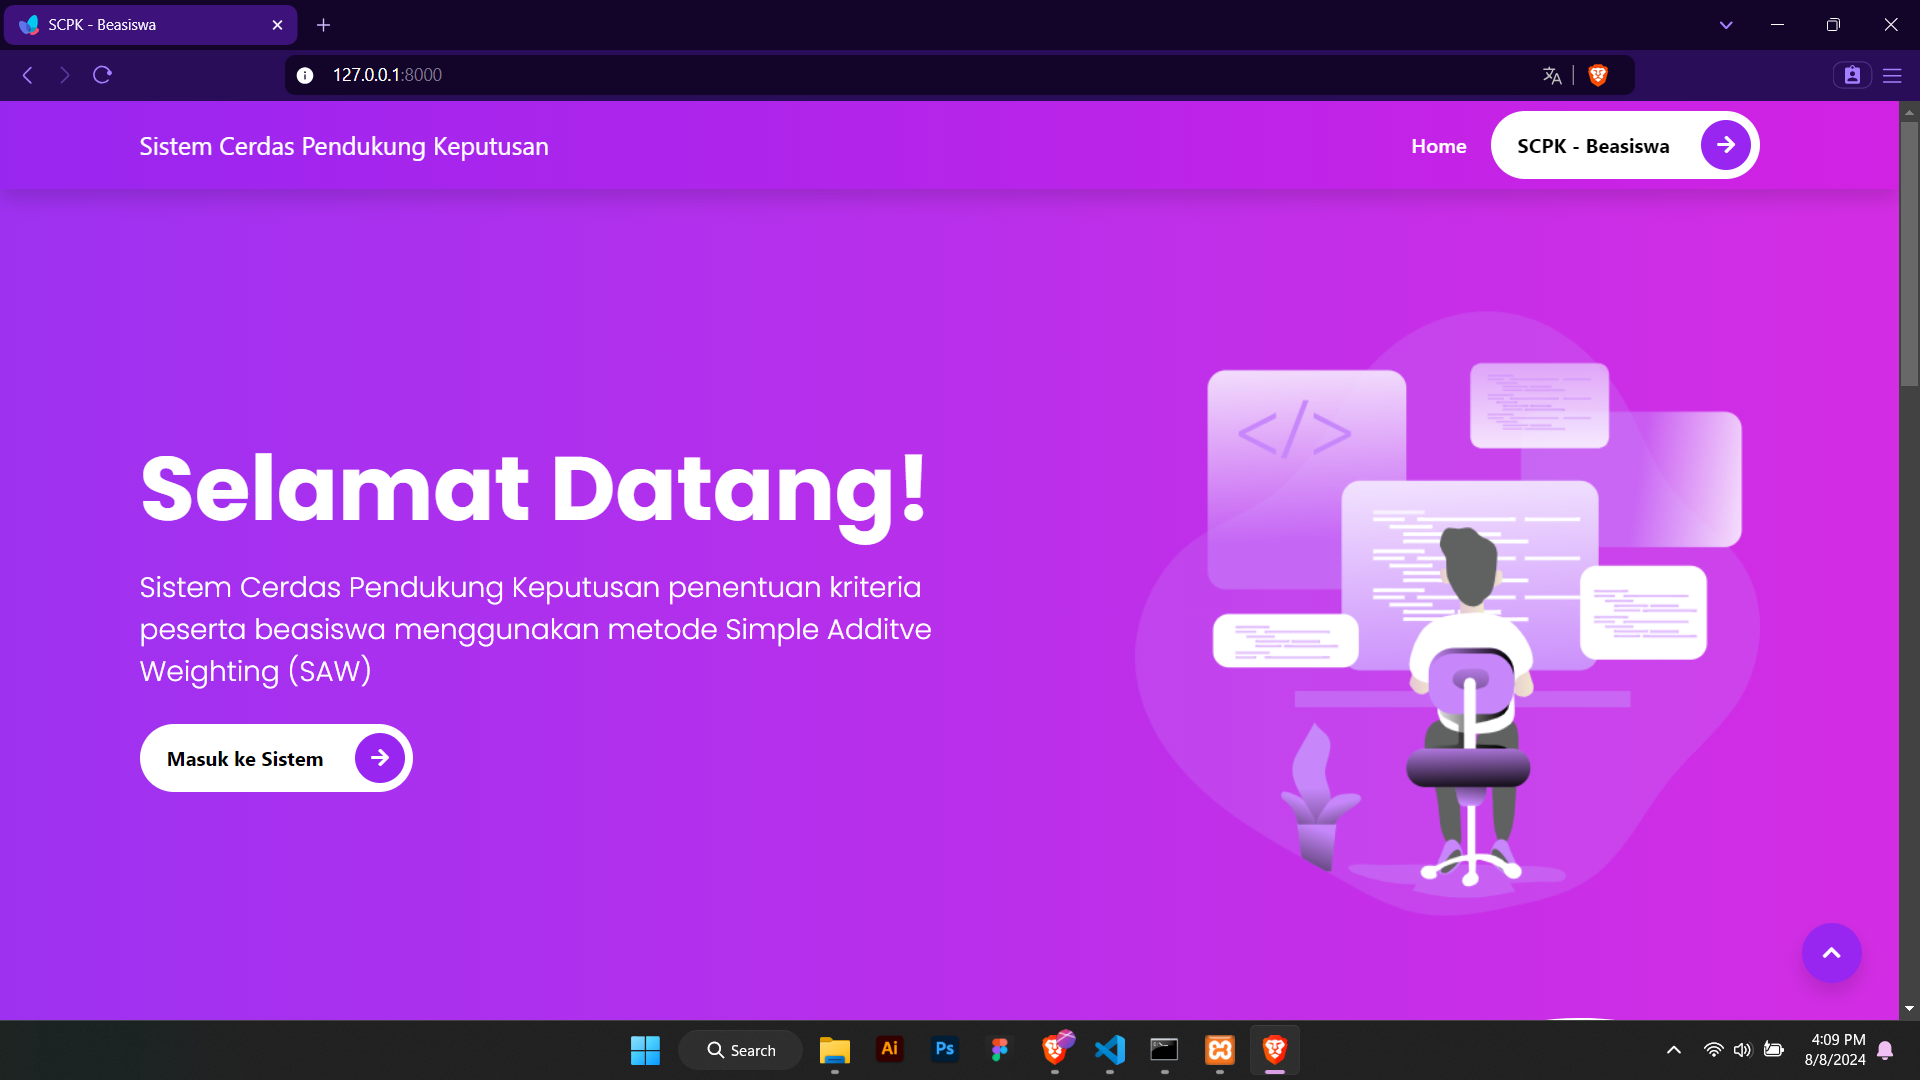 SCPK - Beasiswa
127.0.0.1:8000
Sistem Cerdas Pendukung Keputusan
Home
SCPK - Beasiswa
</>
Selamat Datang!
Sistem Cerdas Pendukung Keputusan penentuan kriteria
peserta beasiswa menggunakan metode Simple Additve
Weighting (SAW)
Masuk ke Sistem
Search
Ai
Ps
4:09 PM
8/8/2024